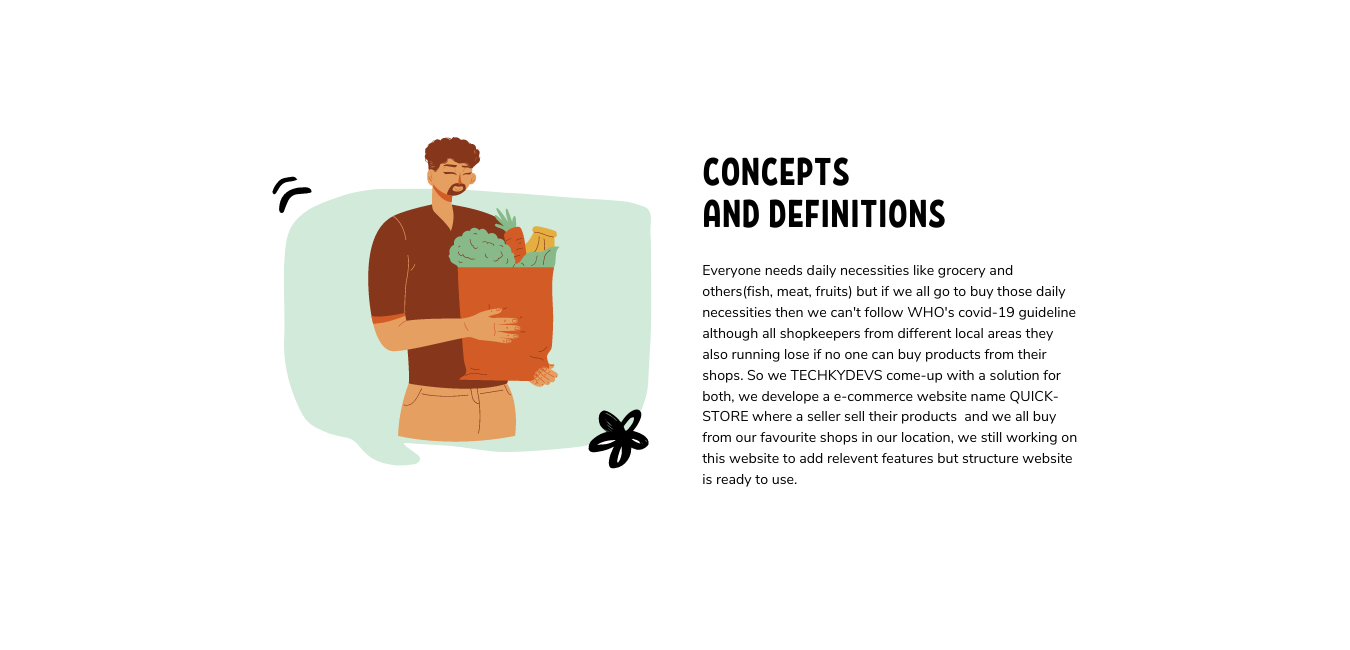 CONCEPTS
AND DEFINITIONS
Everyone needs daily necessities like grocery and
others(fish, meat, fruits) but if we all go to buy those daily
necessities then we can't follow WHO's covid-19 guideline
although all shopkeepers from different local areas they
also running lose if no one can buy products from their
shops. So we TECHKYDEVS come-up with a solution for
both, we develope a e-commerce website name QUICK-
STORE where a seller sell their products  and we all buy
from our favourite shops in our location, we still working on
this website to add relevent features but structure website
is ready to use.